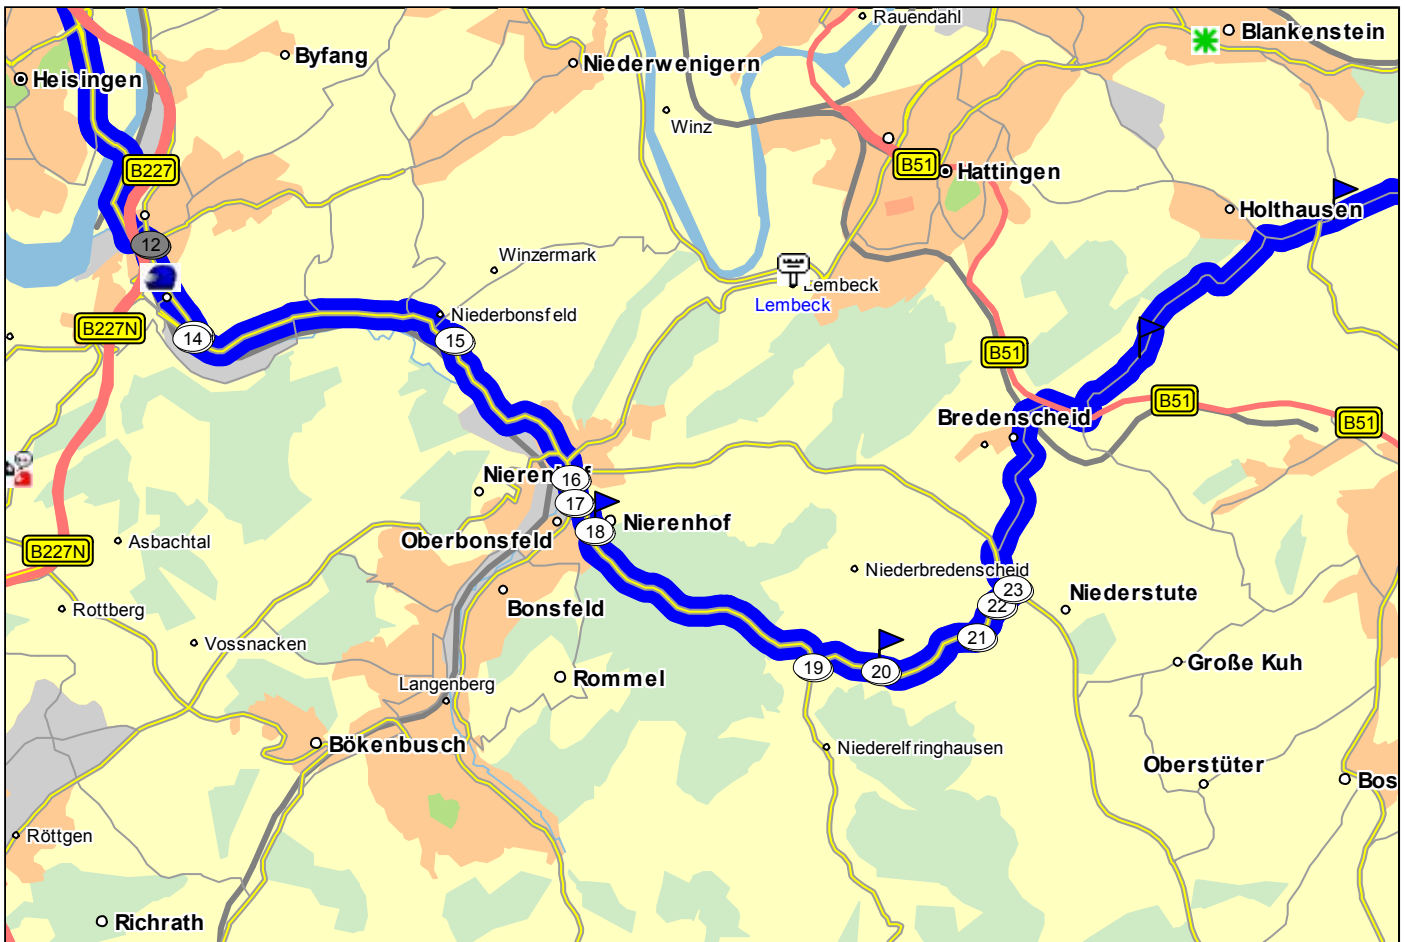 Rauendahl
Blankenstein
Byfang
Niederwenigern
Heisingen
Winz
B227
B51
Hattingen
Holthausen
12
Winzermark
Lembeck
Lembeck
Niederbonsfeld
B227N
14
15
B51
B51
Bredenscheid
B51
Nierenhof
16
17
Nierenhof
18
Oberbonsfeld
Asbachtal
B227N
Niederbredenscheid
23
Niederstute
22
Rottberg
Bonsfeld
21
Vossnacken
Große Kuh
19
20
Rommel
Langenberg
Bökenbusch
Niederelfringhausen
Oberstüter
Bos
Röttgen
Richrath